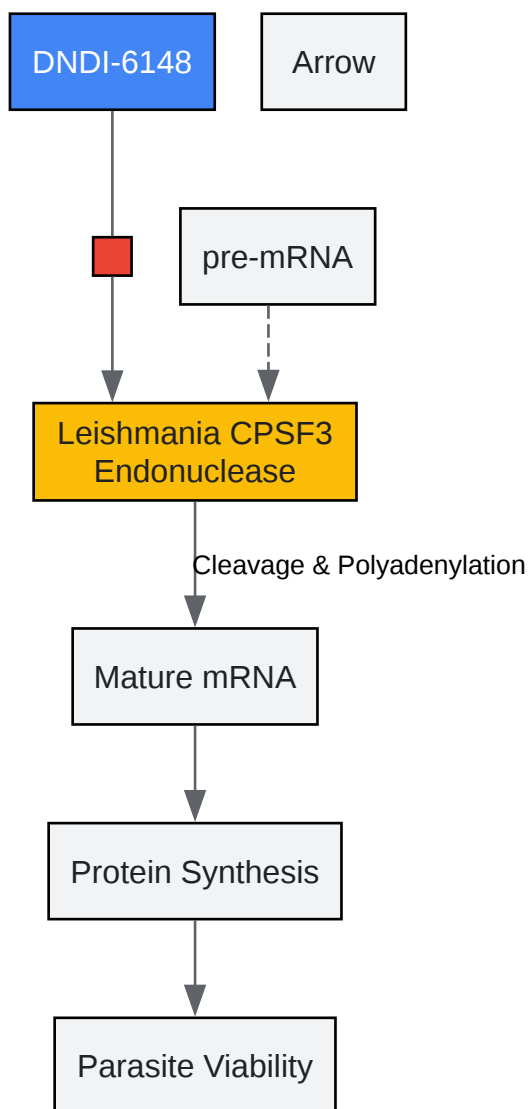 DNDI-6148
Arrow
pre-mRNA
Leishmania CPSF3
Endonuclease
Cleavage & Polyadenylation
Mature mRNA
Protein Synthesis
Parasite Viability